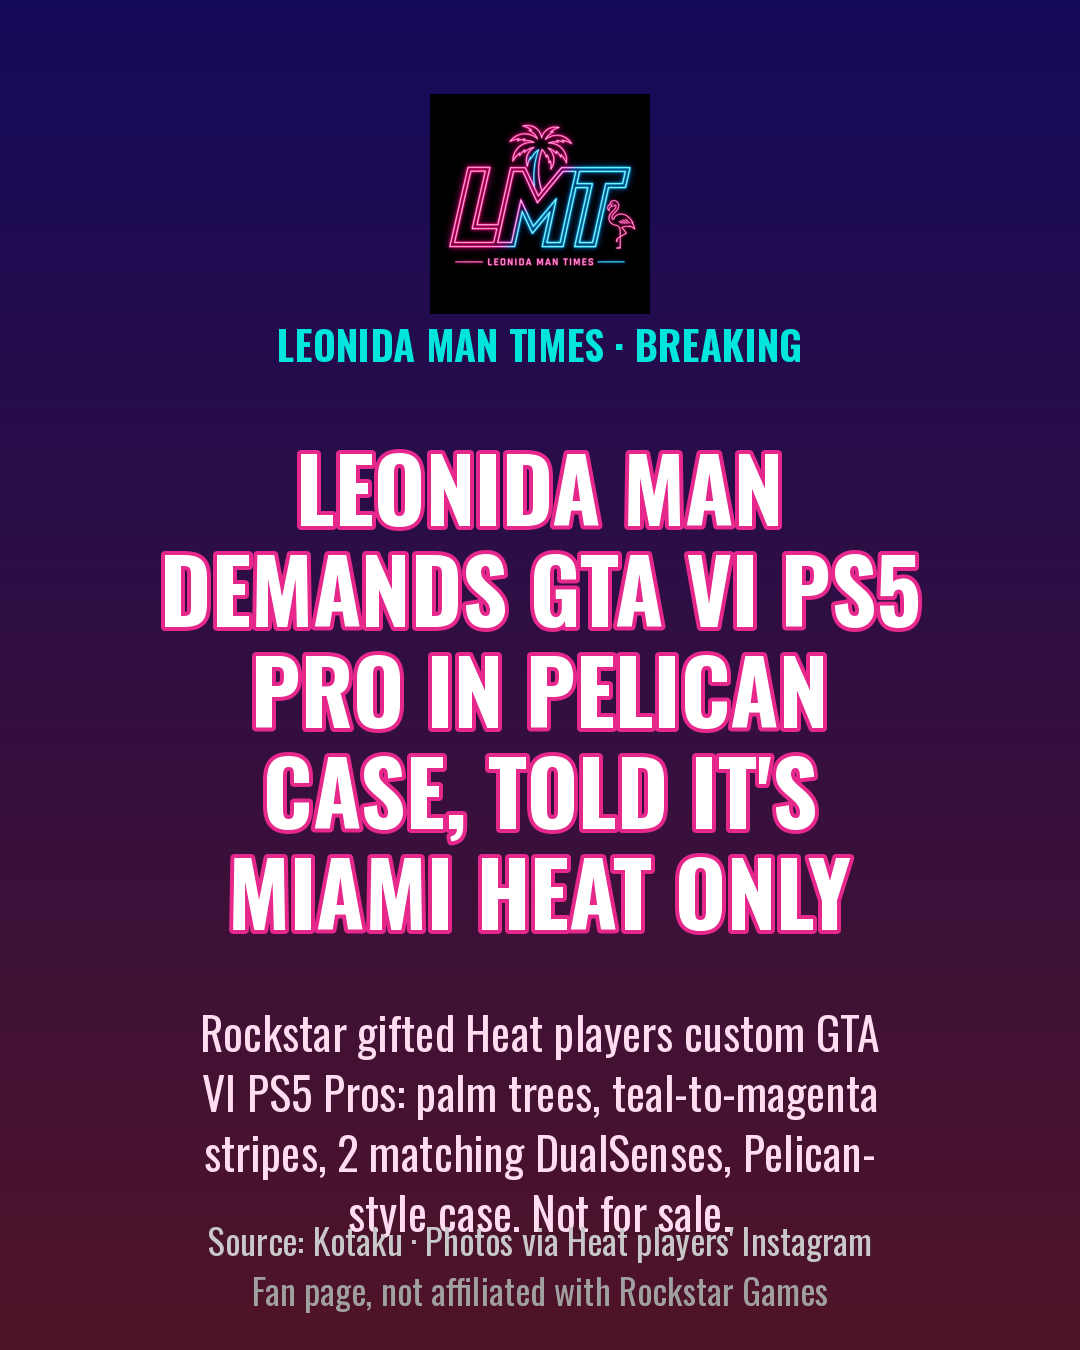 LMT
LEONIDA MAN TIMES
LEONIDA MAN TIMES · BREAKING
LEONIDA MAN
DEMANDS GTA VI PS5
PRO IN PELICAN
CASE, TOLD IT'S
MIAMI HEAT ONLY
Rockstar gifted Heat players custom GTA
VI PS5 Pros: palm trees, teal-to-magenta
stripes, 2 matching DualSenses, Pelican-
style case. Not for sale.
Source: Kotaku · Photos via Heat players' Instagram
Fan page, not affiliated with Rockstar Games